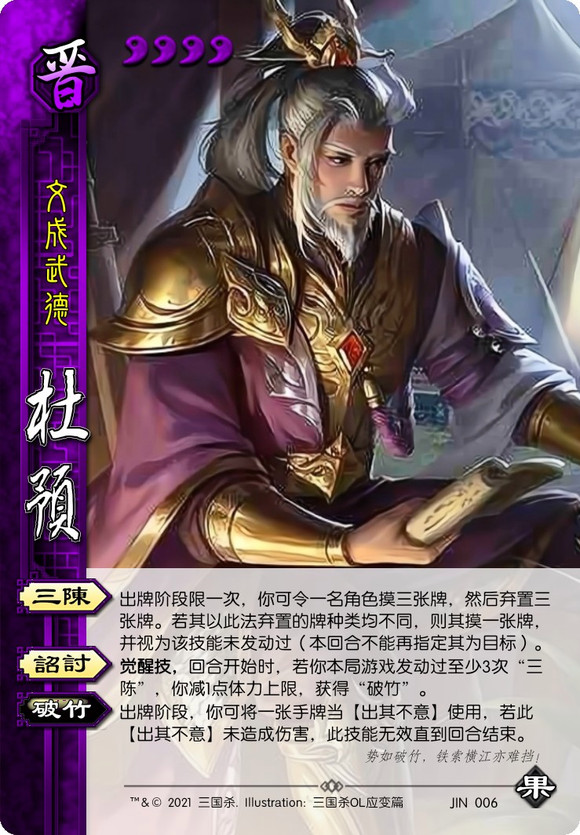 晋
文成武德
杜預
三陳
出牌阶段限一次，你可令一名角色摸三张牌，然后弃置三
张牌。若其以此法弃置的牌种类均不同，则其摸一张牌，
并视为该技能未发动过（本回合不能再指定其为目标）。
詔討
觉醒技，回合开始时，若你本局游戏发动过至少3次“三
陈”，你减1点体力上限，获得“破竹”。
破竹
出牌阶段，你可将一张手牌当【出其不意】使用，若此
【出其不意】未造成伤害，此技能无效直到回合结束。
势如破竹，铁索横江亦难挡！
™&© 2021 三国杀. Illustration: 三国杀OL应变篇 JIN 006
果